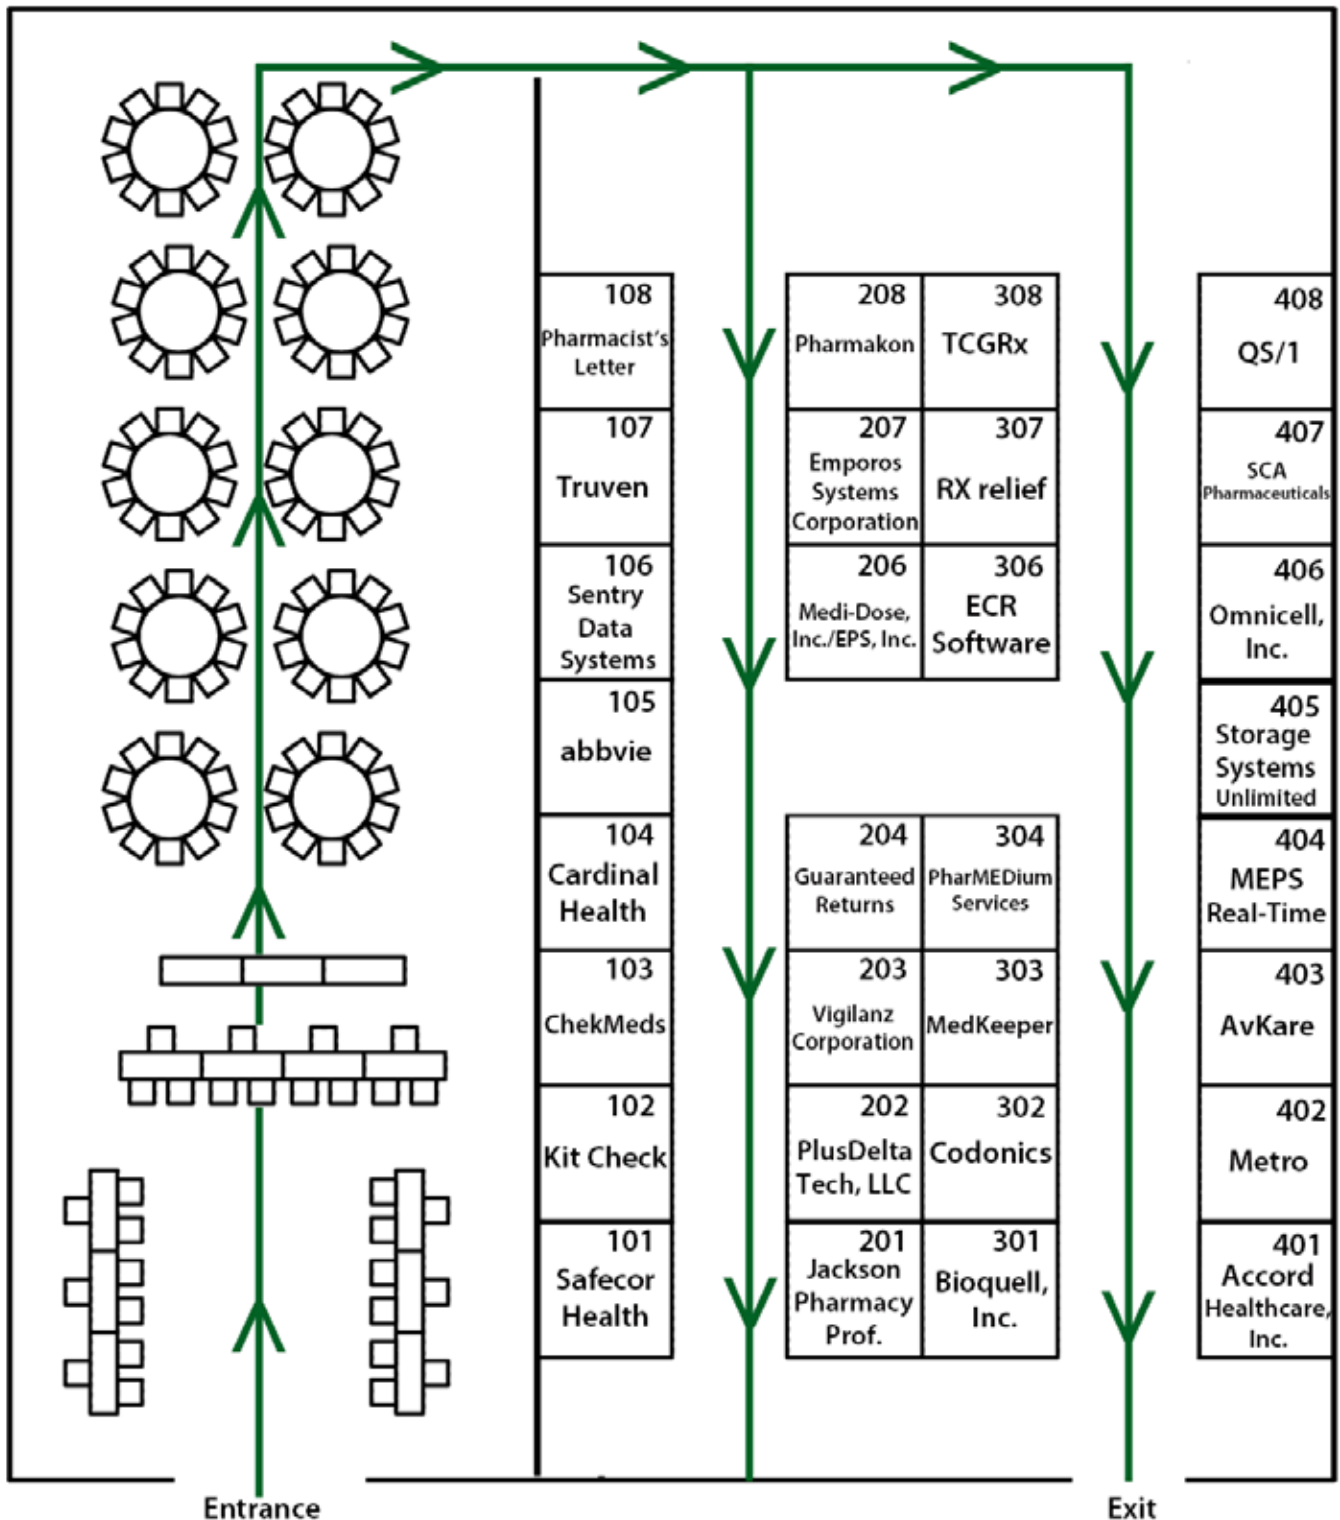 108
Pharmacist's
Letter
107
Truven
106
Sentry
Data
Systems
105
abbvie
104
Cardinal
Health
103
ChekMeds
102
Kit Check
101
Safecor
Health
208
Pharmakon
207
Emporos
Systems
Corporation
206
Medi-Dose,
Inc./EPS, Inc.
204
Guaranteed
Returns
203
Vigilanz
Corporation
202
PlusDelta
Tech, LLC
201
Jackson
Pharmacy
Prof.
308
TCGRx
307
RX relief
306
ECR
Software
304
PharMEDium
Services
303
MedKeeper
302
Codonics
301
Bioquell,
Inc.
408
QS/1
407
SCA
Pharmaceuticals
406
Omnicell,
Inc.
405
Storage
Systems
Unlimited
404
MEPS
Real-Time
403
AvKare
402
Metro
401
Accord
Healthcare,
Inc.
Entrance
Exit